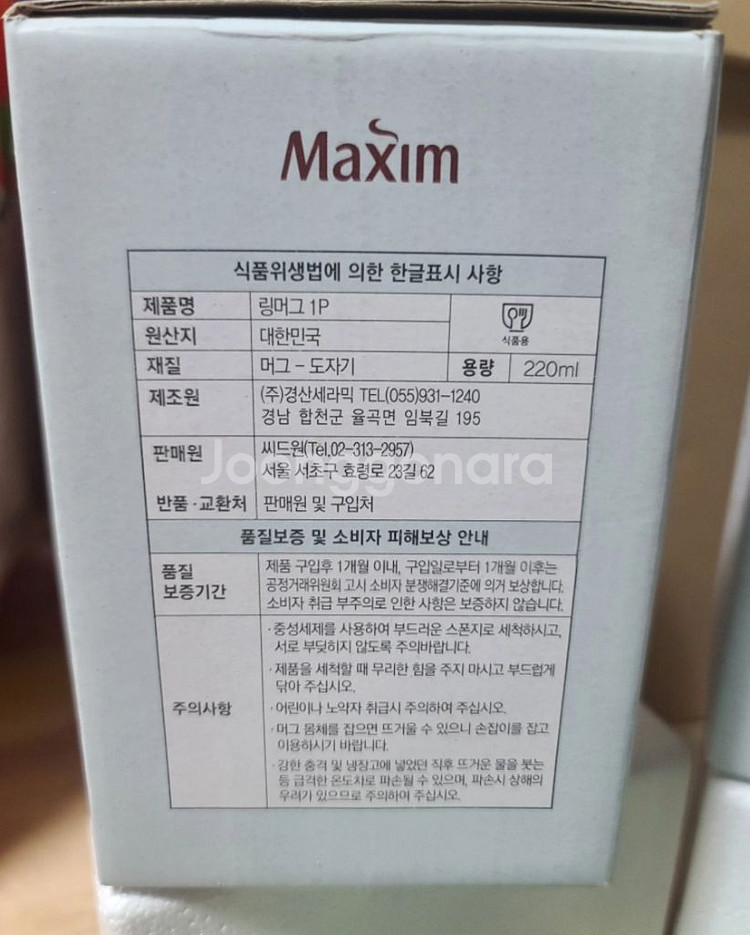 Maxim
식품위생법에 의한 한글표시 사항
제품명 링머그 1P
식품용
원산지 대한민국
재질 머그 - 도자기 용량 220ml
제조원 (주)경산세라믹 TEL(055)931-1240
경남 합천군 율곡면 임북길 195
판매원 씨드원(Tel.02-313-2957)
서울 서초구 효령로 23길 62
Joonggonara
반품·교환처 판매원 및 구입처
품질보증 및 소비자 피해보상 안내
품질 보증기간 제품 구입후 1개월 이내, 구입일로부터 1개월 이후는
공정거래위원회 고시 소비자 분쟁해결기준에 의거 보상합니다.
소비자 취급 부주의로 인한 사항은 보증하지 않습니다.
주의사항
·중성세제를 사용하여 부드러운 스폰지로 세척하시고,
서로 부딪히지 않도록 주의바랍니다.
·제품을 세척할 때 무리한 힘을 주지 마시고 부드럽게
닦아 주십시오.
·어린이나 노약자 취급시 주의하여 주십시오.
·머그 몸체를 잡으면 뜨거울 수 있으니 손잡이를 잡고
이용하시기 바랍니다.
·강한 충격 및 냉장고에 넣었던 직후 뜨거운 물을 붓는
등 급격한 온도차로 파손될 수 있으며, 파손시 상해의
우려가 있으므로 주의하여 주십시오.